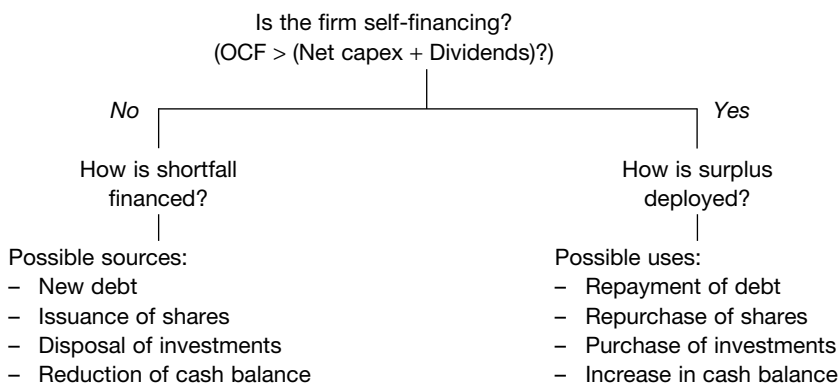 Is the firm self-financing?
(OCF > (Net capex + Dividends)?)
No
Yes
How is shortfall
financed?
How is surplus
deployed?
Possible sources:
– New debt
– Issuance of shares
– Disposal of investments
– Reduction of cash balance
Possible uses:
– Repayment of debt
– Repurchase of shares
– Purchase of investments
– Increase in cash balance